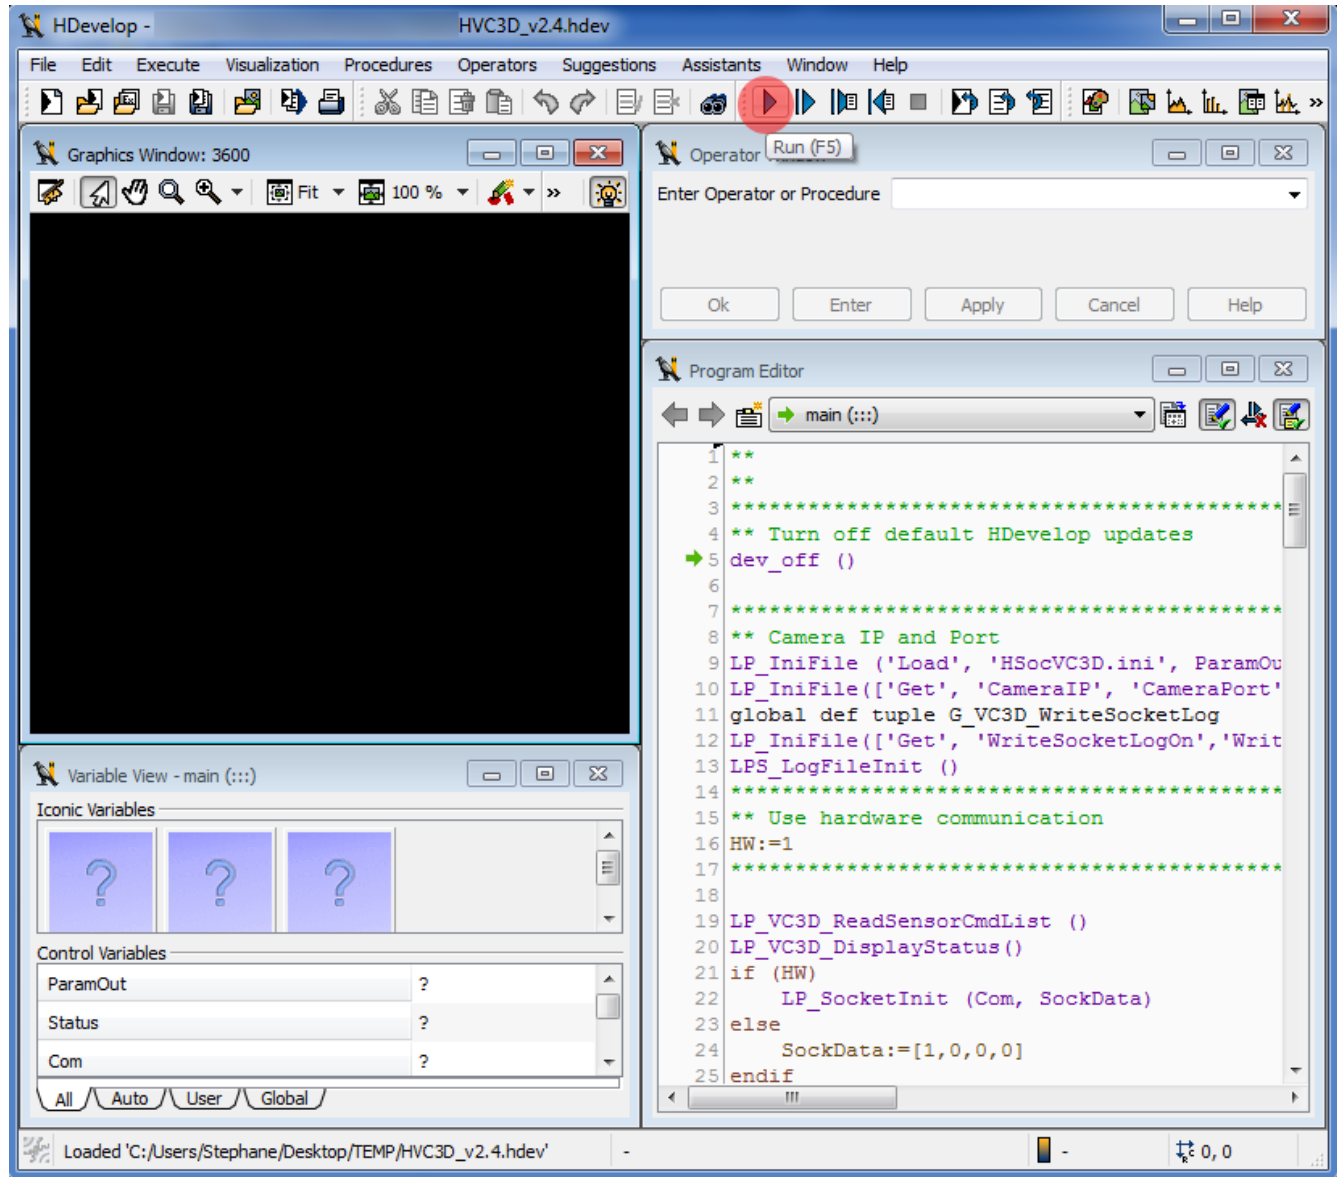 HDevelop - HVC3D_v2.4.hdev
File Edit Execute Visualization Procedures Operators Suggestions Assistants Window Help
Run (F5)
Graphics Window: 3600
Fit 100 %
Operator
Enter Operator or Procedure
Ok Enter Apply Cancel Help
Program Editor
main (:::)
1 **
2 **
3 *******************************************
4 ** Turn off default HDevelop updates
5 dev_off ()
6
7 *******************************************
8 ** Camera IP and Port
9 LP_IniFile ('Load', 'HSocVC3D.ini', ParamOu
10 LP_IniFile(['Get', 'CameraIP', 'CameraPort'
11 global def tuple G_VC3D_WriteSocketLog
12 LP_IniFile(['Get', 'WriteSocketLogOn','Writ
13 LPS_LogFileInit ()
14 *******************************************
15 ** Use hardware communication
16 HW:=1
17 *******************************************
18
19 LP_VC3D_ReadSensorCmdList ()
20 LP_VC3D_DisplayStatus()
21 if (HW)
22 LP_SocketInit (Com, SockData)
23 else
24 SockData:=[1,0,0,0]
25 endif
Variable View - main (:::)
Iconic Variables
? ? ?
Control Variables
ParamOut ?
Status ?
Com ?
All Auto User Global
Loaded 'C:/Users/Stephane/Desktop/TEMP/HVC3D_v2.4.hdev' - - 0, 0